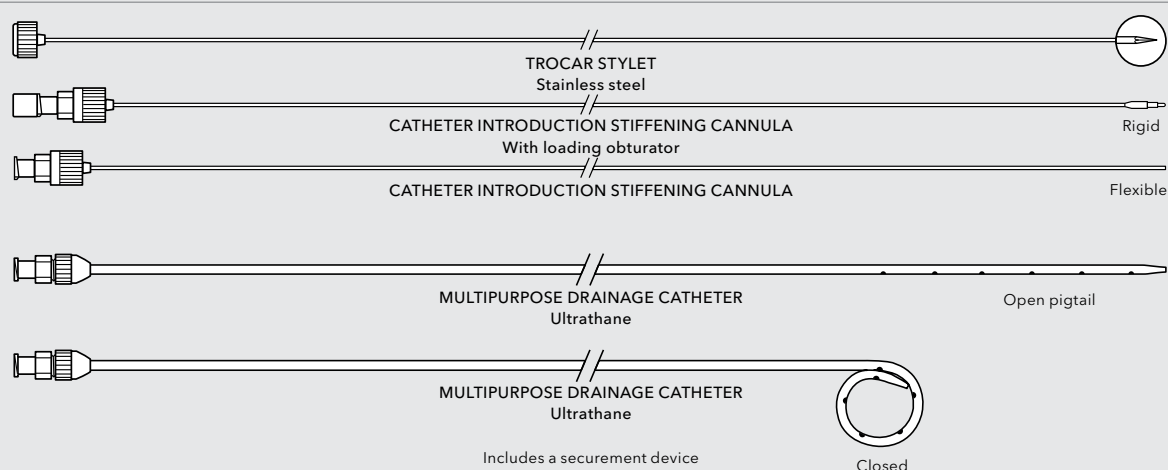 TROCAR STYLET
Stainless steel
CATHETER INTRODUCTION STIFFENING CANNULA
Rigid
With loading obturator
CATHETER INTRODUCTION STIFFENING CANNULA
Flexible
MULTIPURPOSE DRAINAGE CATHETER
Open pigtail
Ultrathane
MULTIPURPOSE DRAINAGE CATHETER
Ultrathane
Includes a securement device
Closed